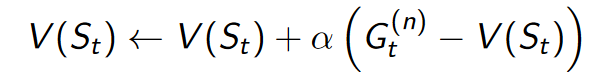 V(S_t) ← V(S_t) + α ( G_t^{(n)} − V(S_t) )